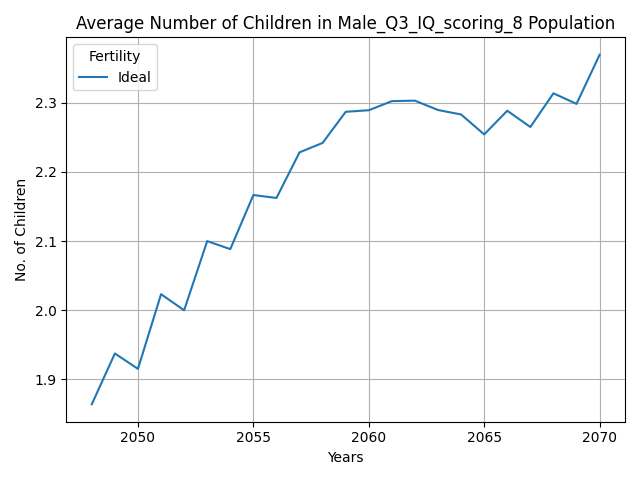 Average Number of Children in Male_Q3_IQ_scoring_8 Population
Fertility
Ideal
No. of Children
2.3
2.2
2.1
2.0
1.9
2050 2055 2060 2065 2070
Years